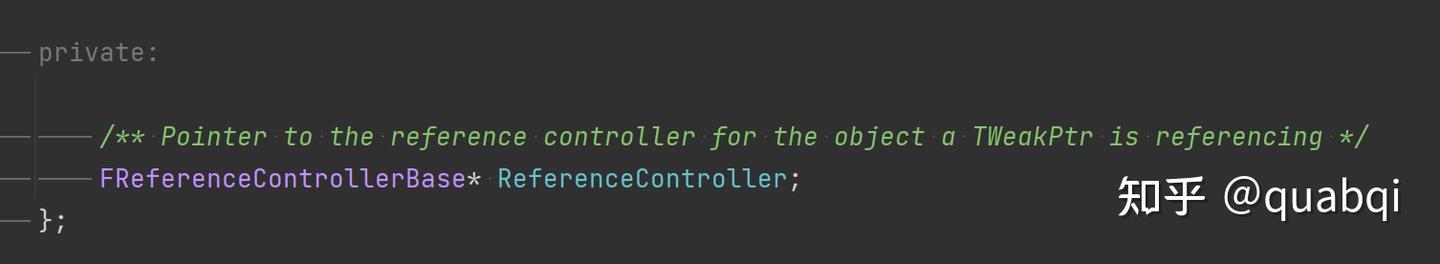 private:
/** Pointer to the reference controller for the object a TWeakPtr is referencing */
FReferenceControllerBase* ReferenceController;
};
知乎 @quabqi